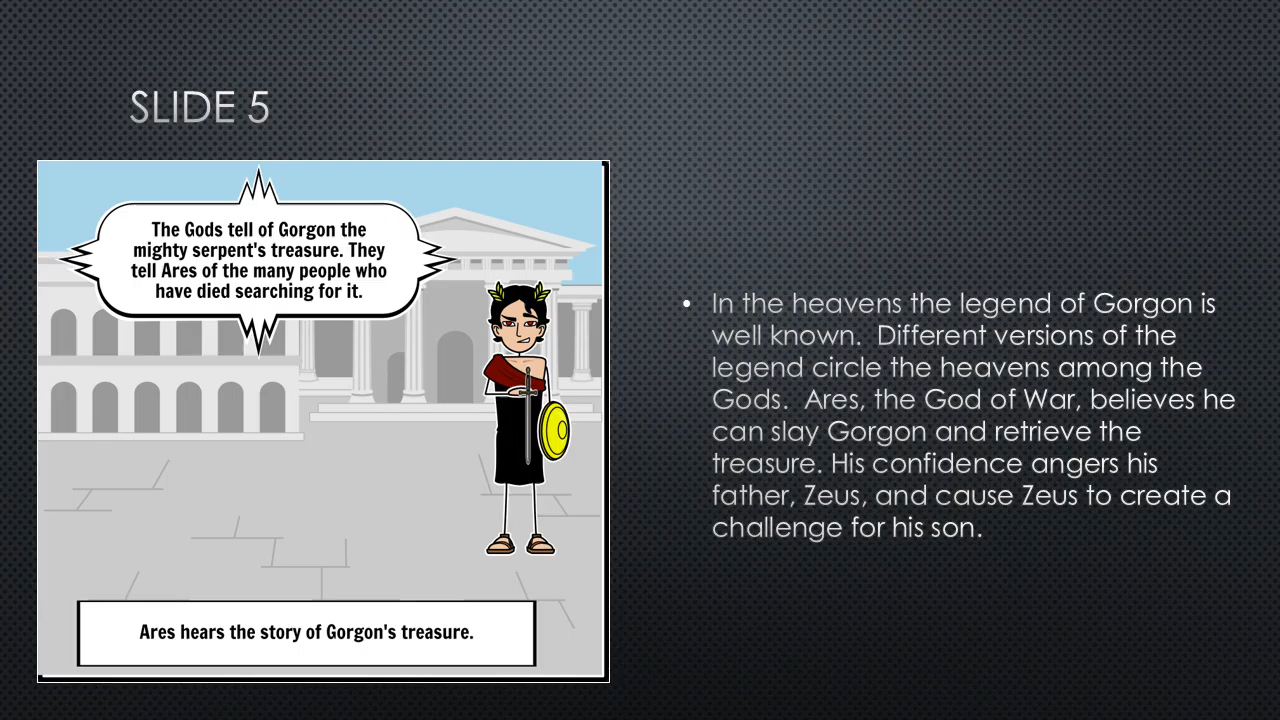 SLIDE 5
The Gods tell of Gorgon the
mighty serpent's treasure. They
tell Ares of the many people who
have died searching for it.
Ares hears the story of Gorgon's treasure.
• In the heavens the legend of Gorgon is
well known.  Different versions of the
legend circle the heavens among the
Gods.  Ares, the God of War, believes he
can slay Gorgon and retrieve the
treasure. His confidence angers his
father, Zeus, and cause Zeus to create a
challenge for his son.